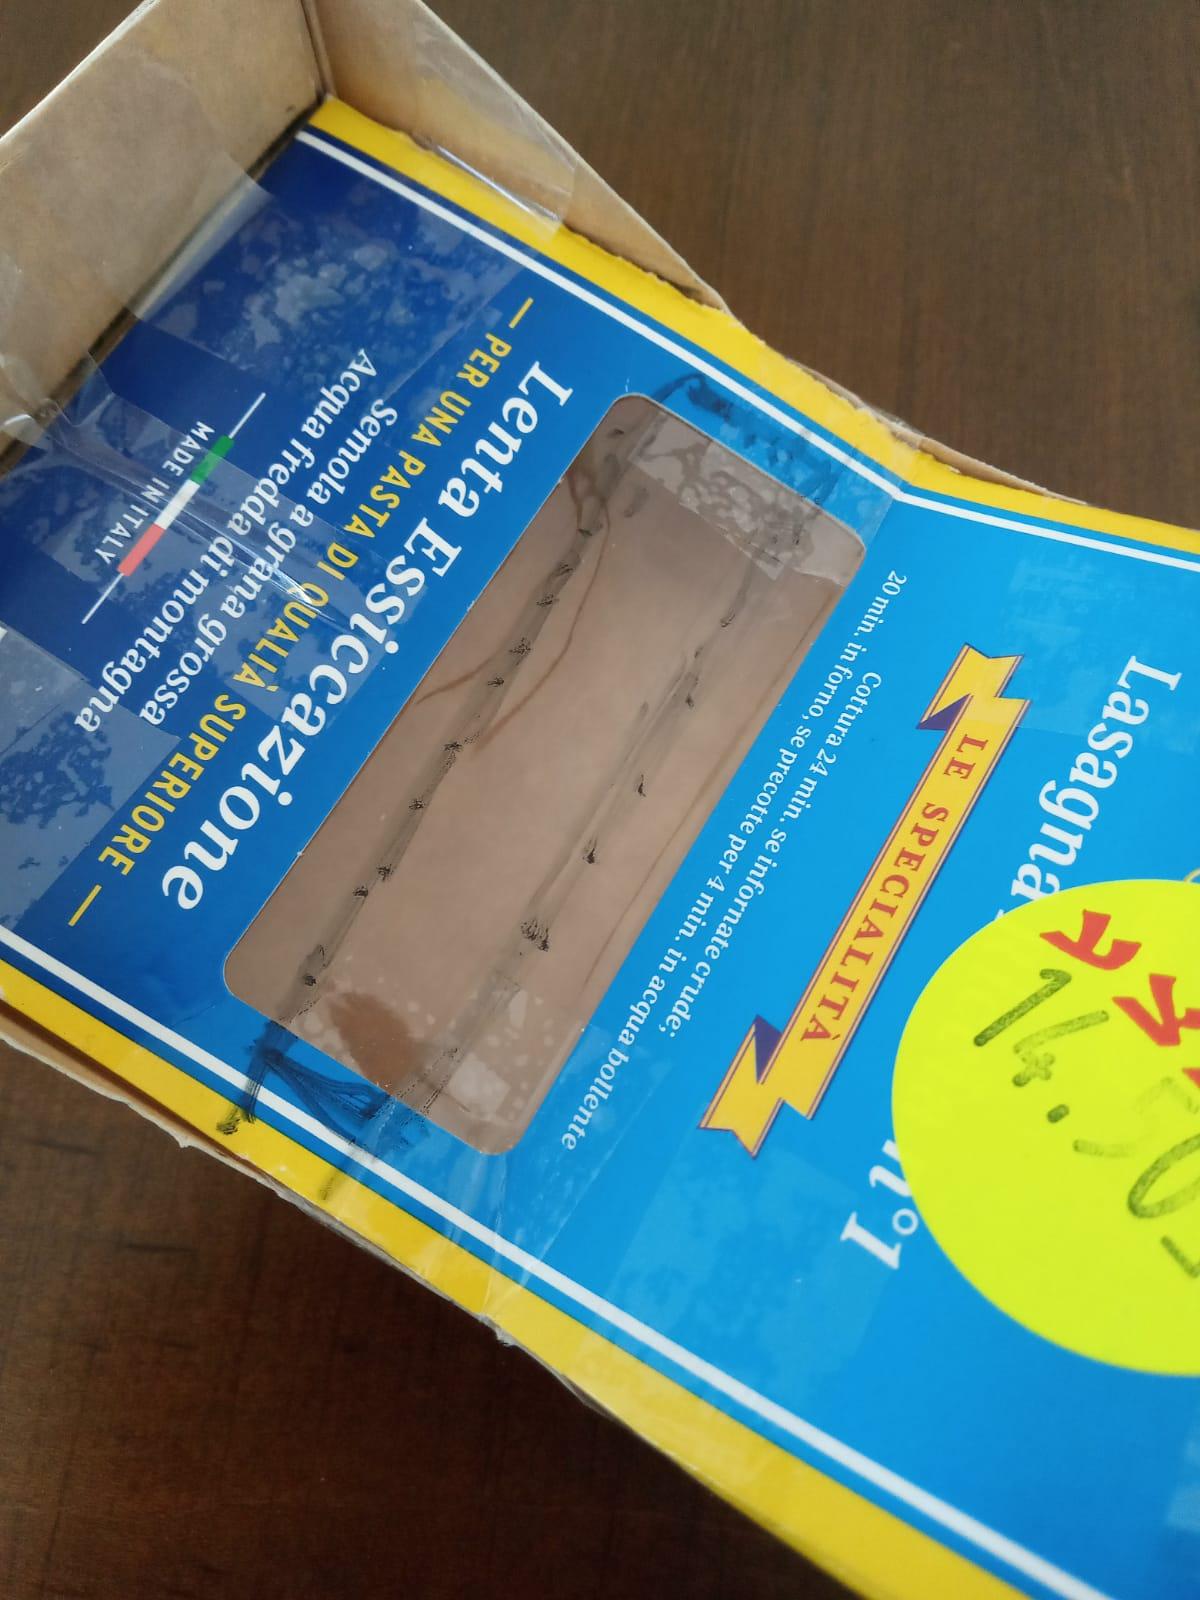 Lasagna
n°1
LE SPECIALITÀ
Cottura 24 min. se infornate crude;
20 min. in forno, se precotte per 4 min. in acqua bollente
Lenta Essiccazione
— PER UNA PASTA DI QUALIÀ SUPERIORE —
Semola a grana grossa
Acqua fredda di montagna
MADE IN ITALY